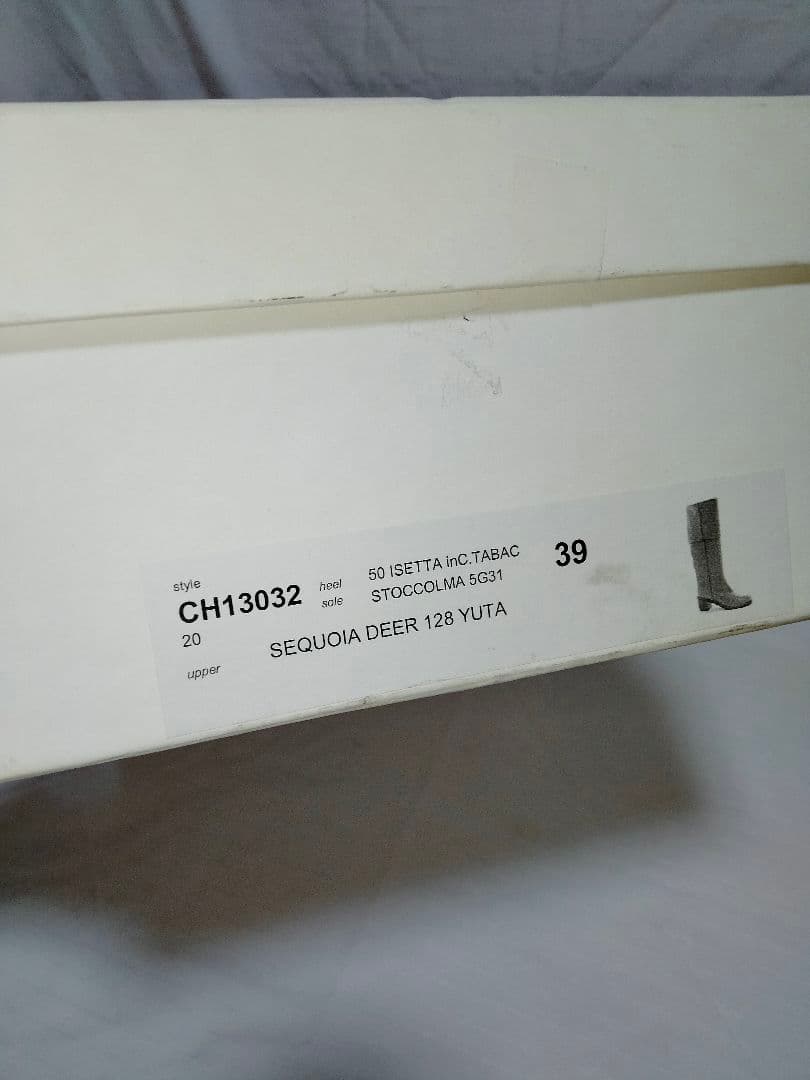 style
CH13032
20
heel 50 ISETTA inC.TABAC
sole STOCCOLMA 5G31
39
upper SEQUOIA DEER 128 YUTA